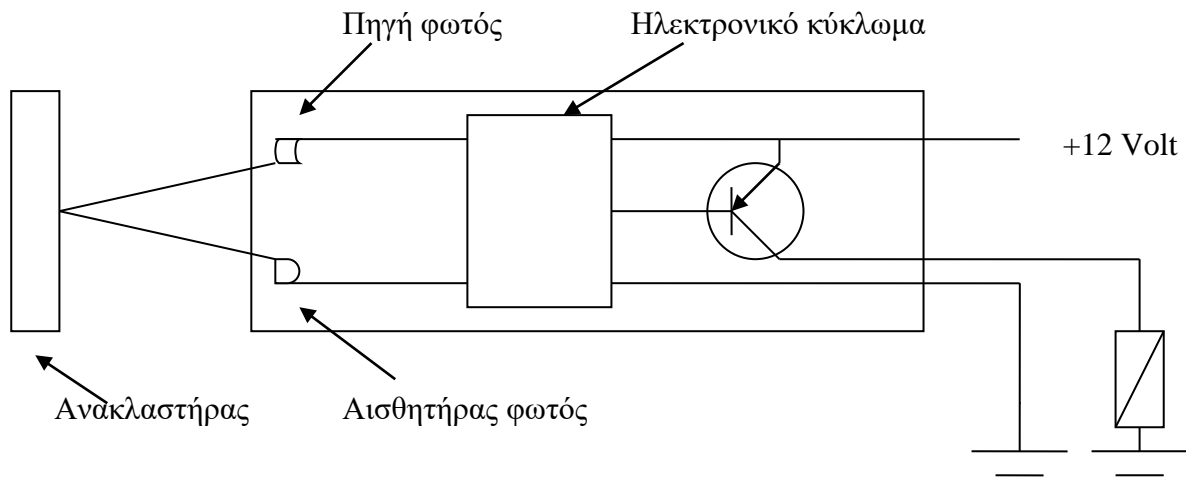 Πηγή φωτός
Ηλεκτρονικό κύκλωμα
+12 Volt
Ανακλαστήρας
Αισθητήρας φωτός